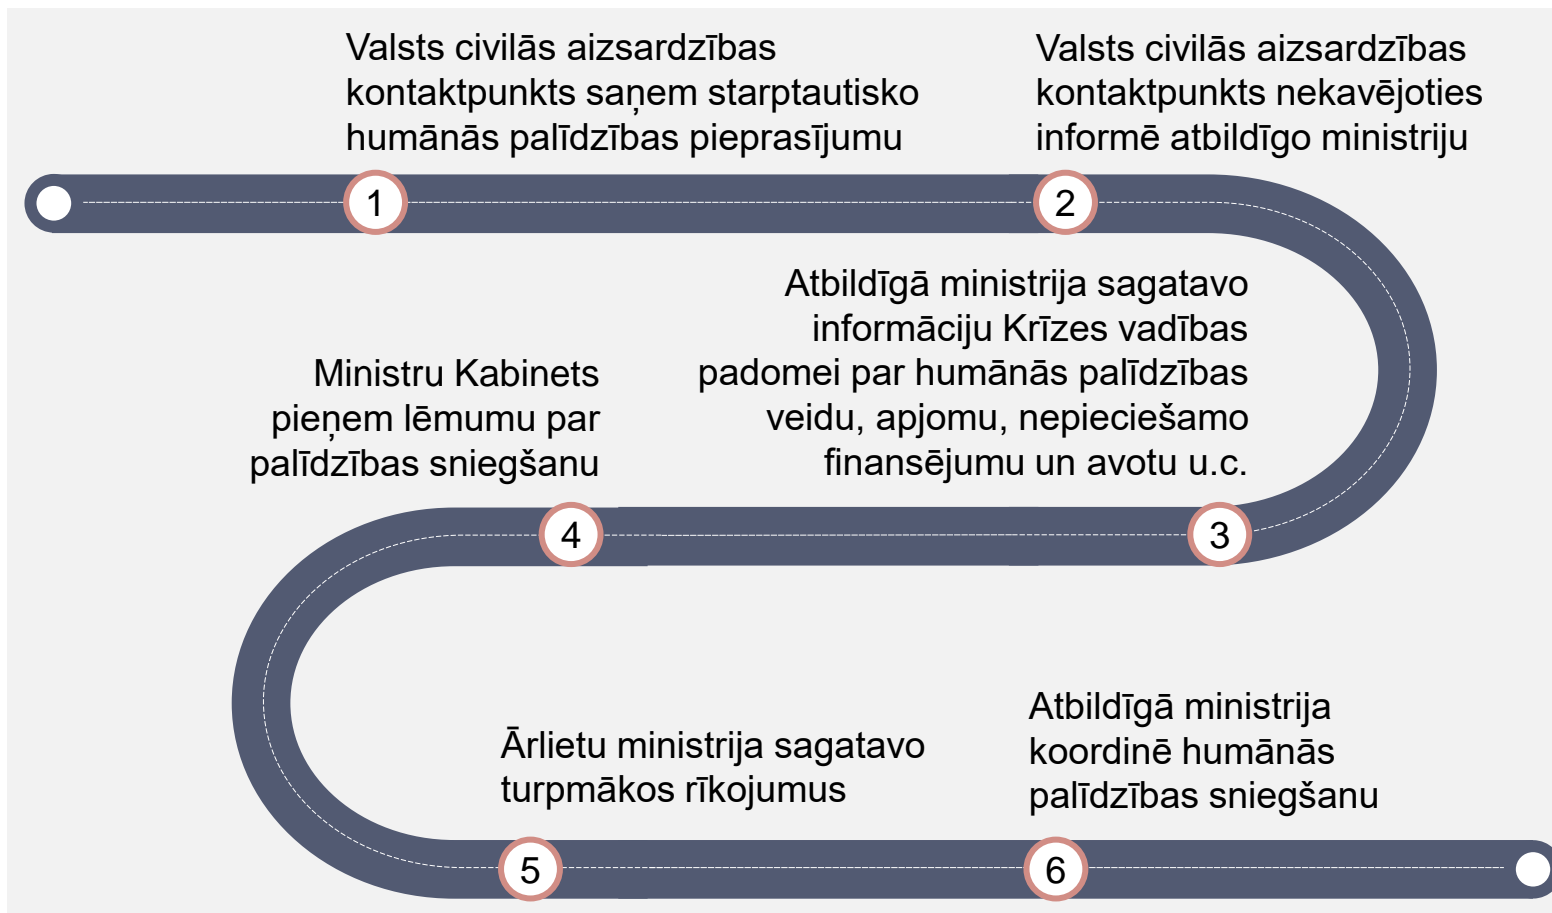 Valsts civilās aizsardzības
kontaktpunkts saņem starptautisko
humānās palīdzības pieprasījumu
1
Valsts civilās aizsardzības
kontaktpunkts nekavējoties
informē atbildīgo ministriju
2
Atbildīgā ministrija sagatavo
informāciju Krīzes vadības
padomei par humānās palīdzības
veidu, apjomu, nepieciešamo
finansējumu un avotu u.c.
3
Ministru Kabinets
pieņem lēmumu par
palīdzības sniegšanu
4
Ārlietu ministrija sagatavo
turpmākos rīkojumus
5
Atbildīgā ministrija
koordinē humānās
palīdzības sniegšanu
6